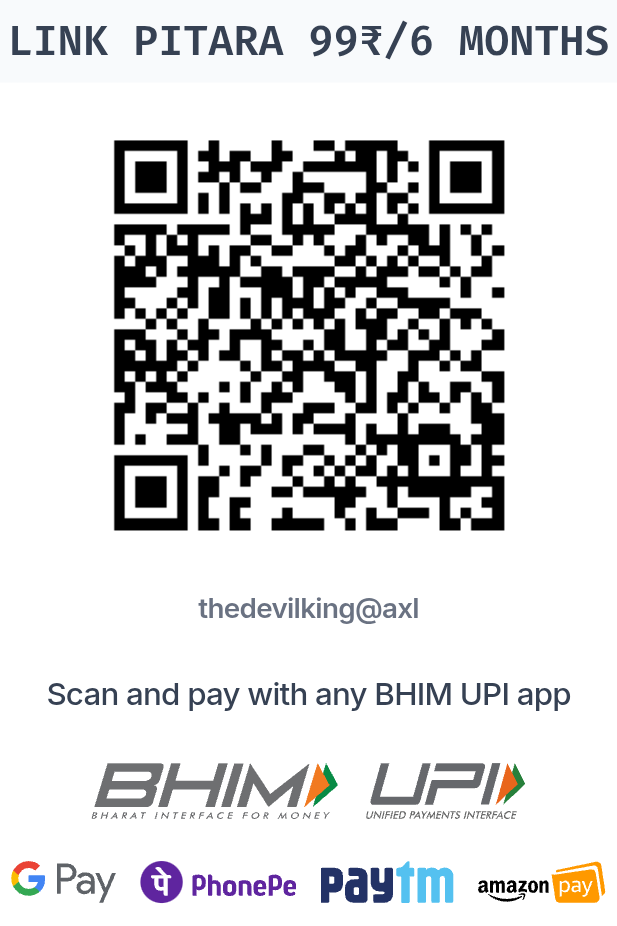 LINK PITARA 99₹/6 MONTHS
thedevilking@axl
Scan and pay with any BHIM UPI app
BHIM
BHARAT INTERFACE FOR MONEY
UPI
UNIFIED PAYMENTS INTERFACE
G Pay
पे PhonePe
paytm
amazon pay